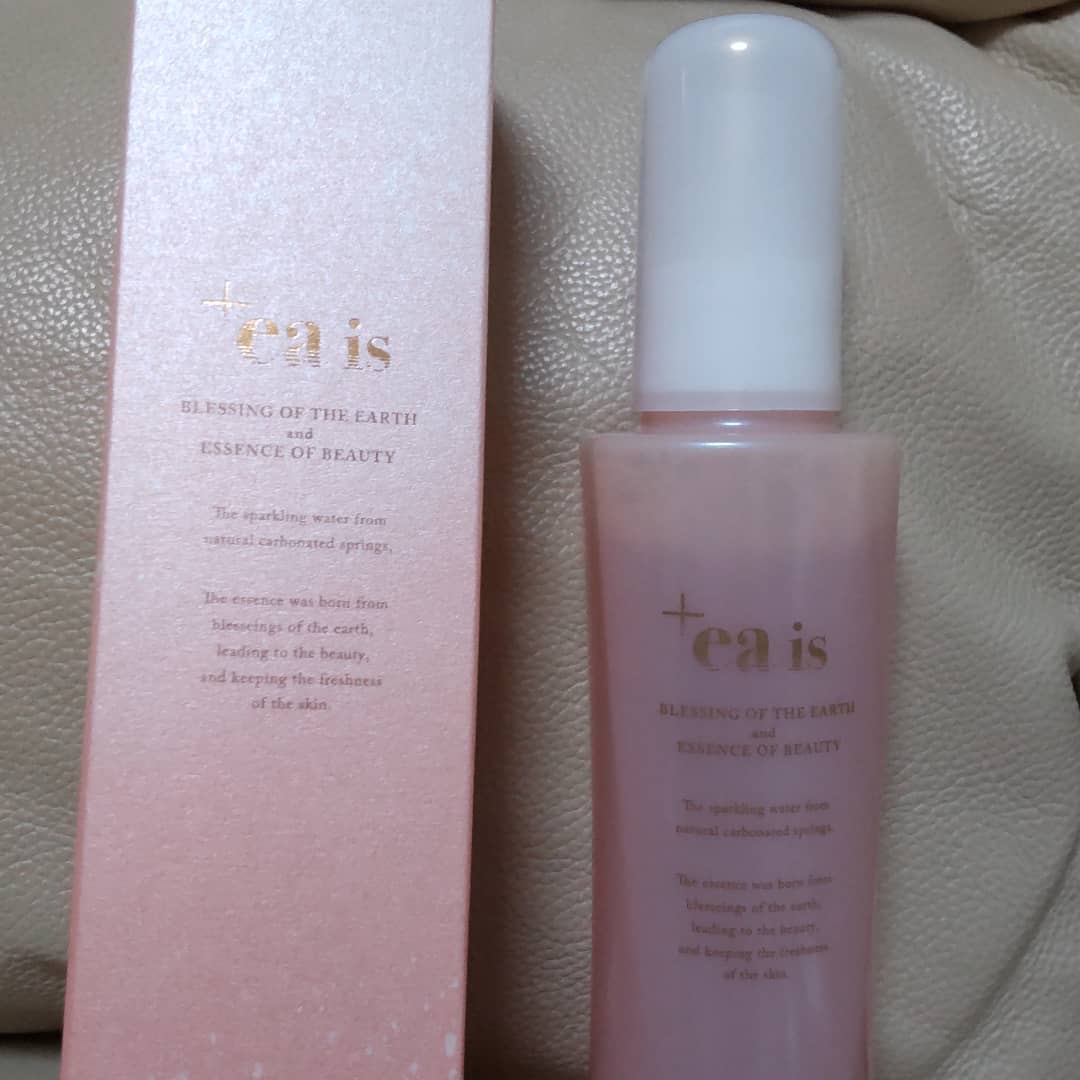 +ea is
BLESSING OF THE EARTH
and
ESSENCE OF BEAUTY
The sparkling water from
natural carbonated springs,
The essence was born from
blesseings of the earth,
leading to the beauty,
and keeping the freshness
of the skin.
+ea is
BLESSING OF THE EARTH
and
ESSENCE OF BEAUTY
The sparkling water from
natural carbonated springs,
The essence was born from
blesseings of the earth,
leading to the beauty,
and keeping the freshness
of the skin.